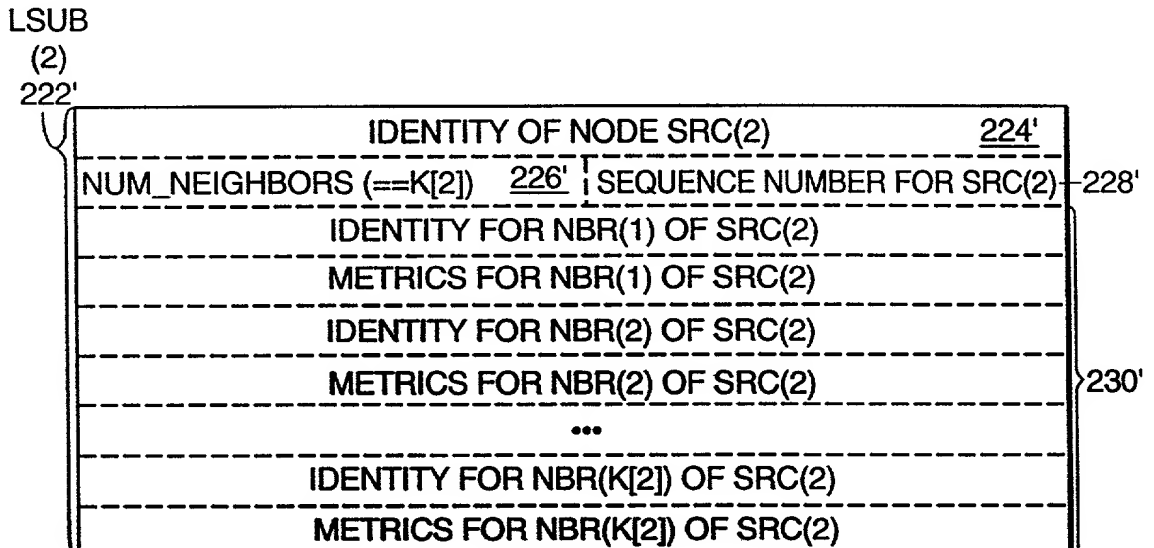 LSUB
(2)
222'
IDENTITY OF NODE SRC(2) 224'
NUM_NEIGHBORS (==K[2]) 226' SEQUENCE NUMBER FOR SRC(2) 228'
IDENTITY FOR NBR(1) OF SRC(2)
METRICS FOR NBR(1) OF SRC(2)
IDENTITY FOR NBR(2) OF SRC(2)
METRICS FOR NBR(2) OF SRC(2) 230'
•••
IDENTITY FOR NBR(K[2]) OF SRC(2)
METRICS FOR NBR(K[2]) OF SRC(2)